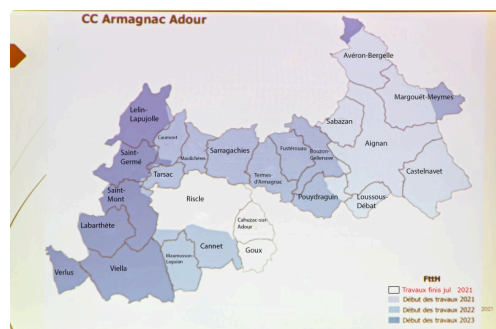 CC Armagnac Adour
Avéron-Bergelle
Margouët-Meymes
Lelin-
Lapujolle
Sabazan
Caumont
Aignan
Saint-
Germé
Maulichères
Sarragachies
Fustérouau
Bouzon-
Gellenave
Castelnavet
Tarsac
Termes-
d'Armagnac
Saint-
Mont
Riscle
Pouydraguin
Loussous-
Débat
Labarthète
Cahuzac-sur
Adour
Cannet
Goux
Maumusson-
Laguian
Verlus
Viella
FttH
Travaux finis jul 2021
Début des travaux 2021
Début des travaux 2022
2021
Début des travaux 2023